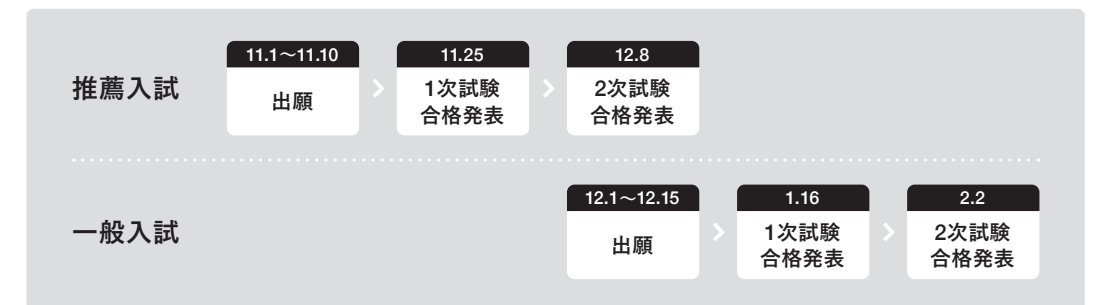 推薦入試
11.1〜11.10
出願
11.25
1次試験
合格発表
12.8
2次試験
合格発表
一般入試
12.1〜12.15
出願
1.16
1次試験
合格発表
2.2
2次試験
合格発表